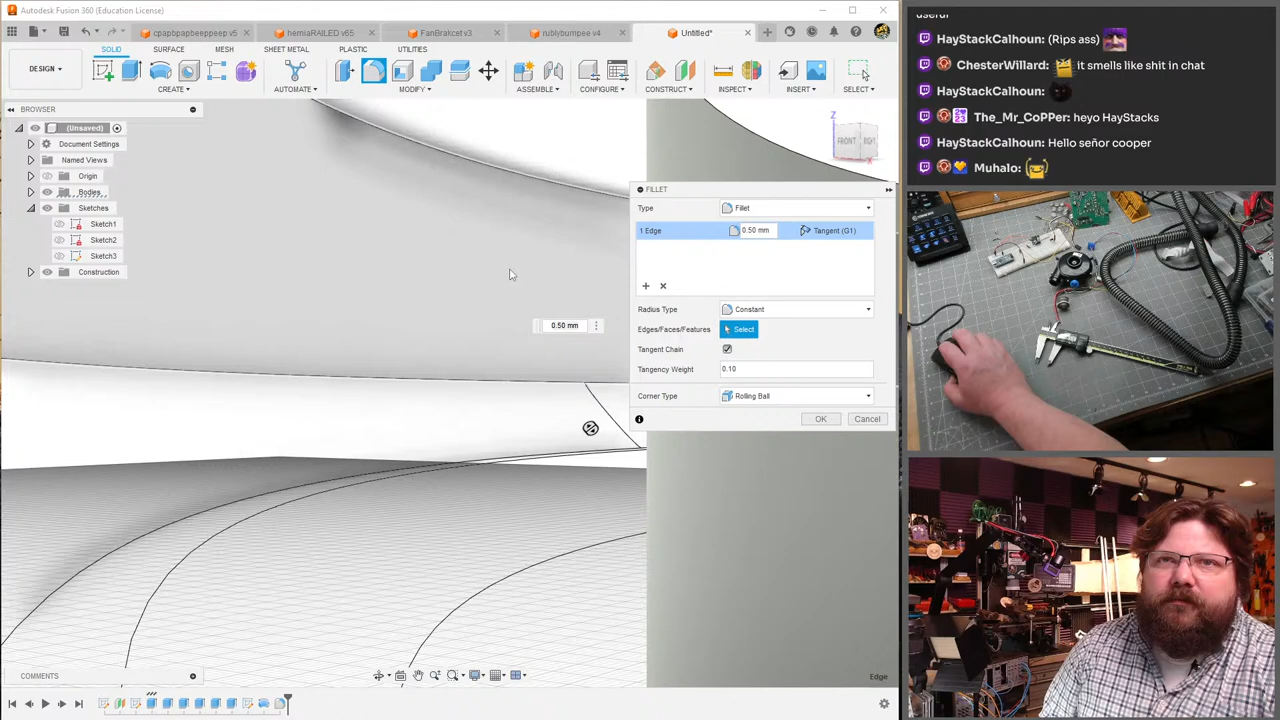 Autodesk Fusion 360 (Education License)
cpapbpapbeeppeep v5
hemiaRAILED v65
FanBrakcet v3
rublybumpee v4
Untitled*
SOLID
SURFACE
MESH
SHEET METAL
PLASTIC
UTILITIES
DESIGN
CREATE
AUTOMATE
MODIFY
ASSEMBLE
CONFIGURE
CONSTRUCT
INSPECT
INSERT
SELECT
BROWSER
(Unsaved)
Document Settings
Named Views
Origin
Bodies
Sketches
Sketch1
Sketch2
Sketch3
Construction
Z
FRONT
RIGHT
X
FILLET
Type Fillet
1 Edge 0.50 mm Tangent (G1)
Radius Type Constant
Edges/Faces/Features Select
Tangent Chain
Tangency Weight 0.10
Corner Type Rolling Ball
OK Cancel
0.50 mm
Edge
COMMENTS
HayStackCalhoun: (Rips ass)
ChesterWillard: it smells like shit in chat
HayStackCalhoun:
The_Mr_CoPPer: heyo HayStacks
HayStackCalhoun: Hello señor cooper
Muhalo: